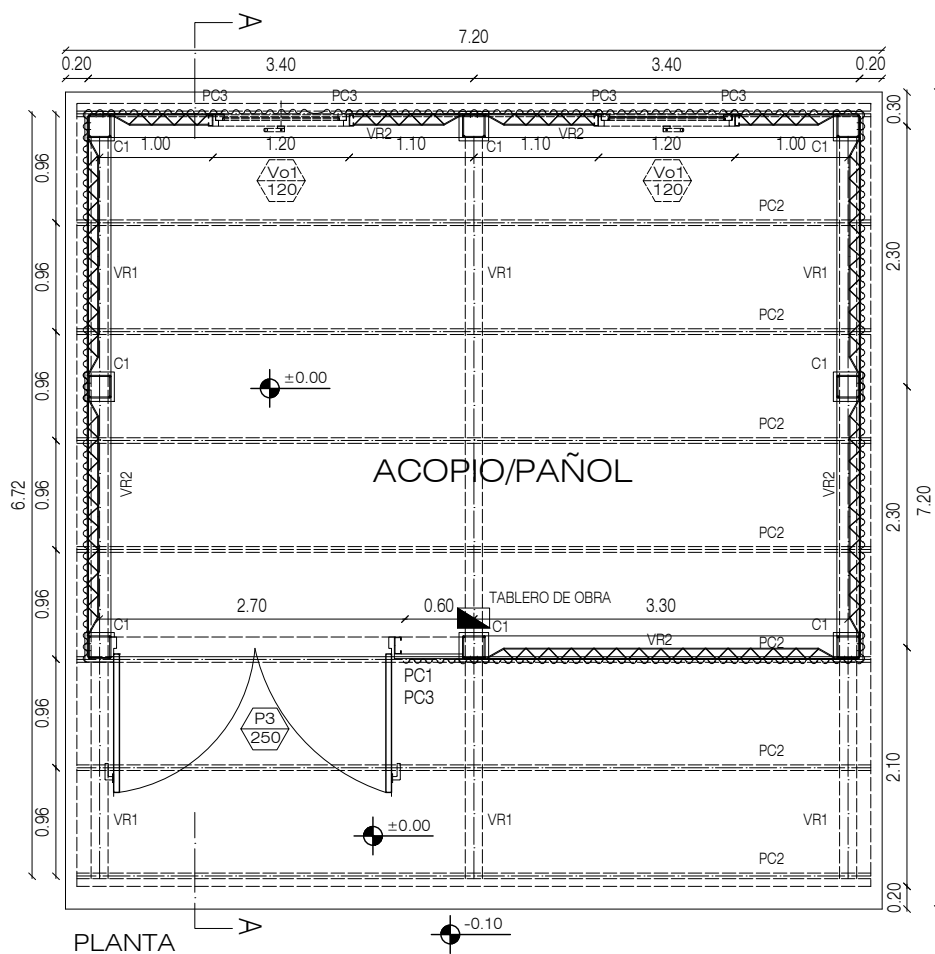 A
7.20
0.20
3.40
3.40
0.20
PC3
PC3
PC3
PC3
0.30
VR2
VR2
C1
C1
C1
1.00
1.20
1.10
1.10
1.20
1.00
0.96
Vo1
120
Vo1
120
PC2
0.96
VR1
VR1
VR1
2.30
PC2
C1
C1
0.96
±0.00
PC2
ACOPIO/PAÑOL
6.72
0.96
VR2
VR2
2.30
7.20
PC2
0.96
2.70
0.60
TABLERO DE OBRA
3.30
C1
C1
C1
VR2
PC2
PC1
PC3
0.96
P3
250
PC2
2.10
0.96
VR1
±0.00
VR1
VR1
PC2
0.20
A
-0.10
PLANTA